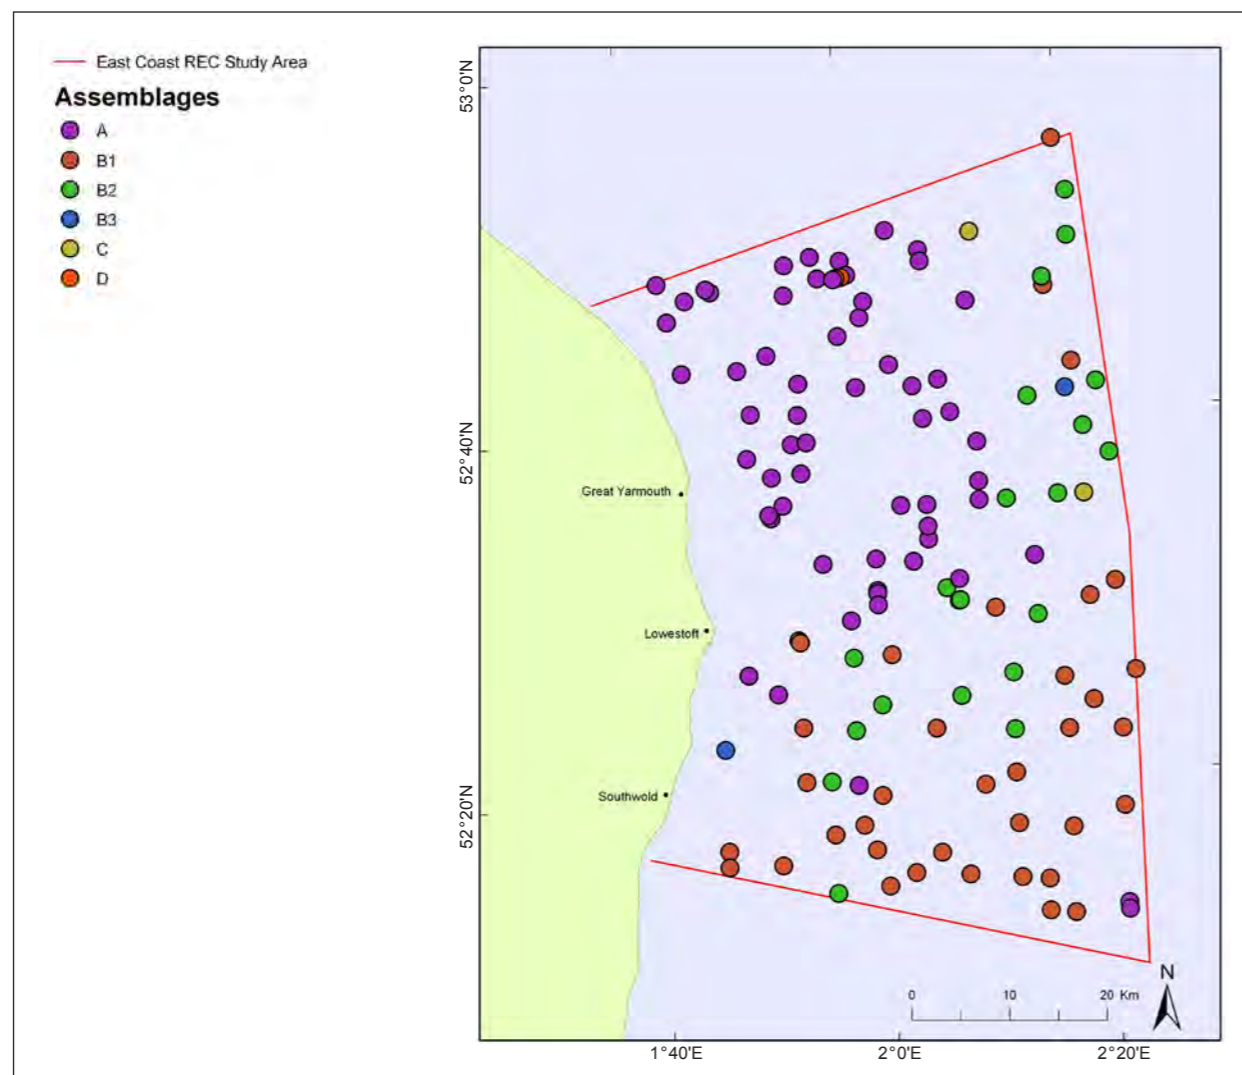 East Coast REC Study Area
Assemblages
A
B1
B2
B3
C
D
53°0'N
52°40'N
52°20'N
Great Yarmouth
Lowestoft
Southwold
N
0 10 20 Km
1°40'E 2°0'E 2°20'E